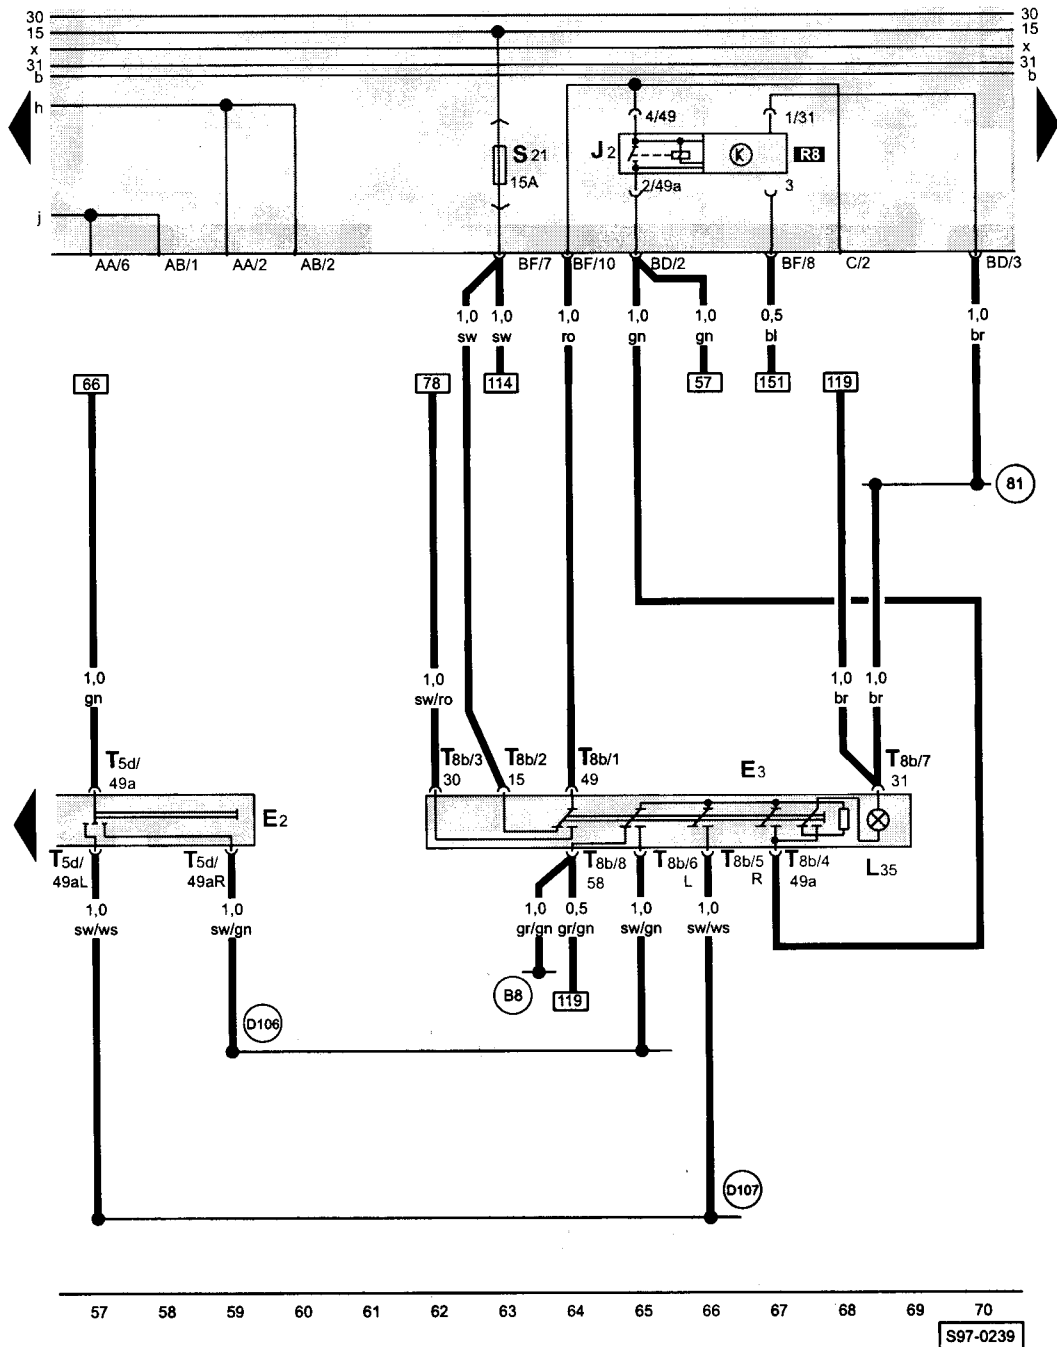 30 30
15 15
x x
31 31
b b
h 4/49 1/31
S21 J2 K R8
15A 2/49a 3
j
AA/6 AB/1 AA/2 AB/2 BF/7 BF/10 BD/2 BF/8 C/2 BD/3
1,0 1,0 1,0 1,0 1,0 0,5 1,0
sw sw ro gn gn bl br
66 78 114 57 151 119
81
1,0 1,0 1,0 1,0
gn sw/ro br br
T5d/ T8b/3 T8b/2 T8b/1 T8b/7
49a 30 15 49 E3 31
E2
T5d/ T5d/ T8b/8 T8b/6 T8b/5 T8b/4 L35
49aL 49aR 58 L R 49a
1,0 1,0 1,0 0,5 1,0 1,0
sw/ws sw/gn gr/gn gr/gn sw/gn sw/ws
B8 119
D106
D107
57 58 59 60 61 62 63 64 65 66 67 68 69 70
S97-0239